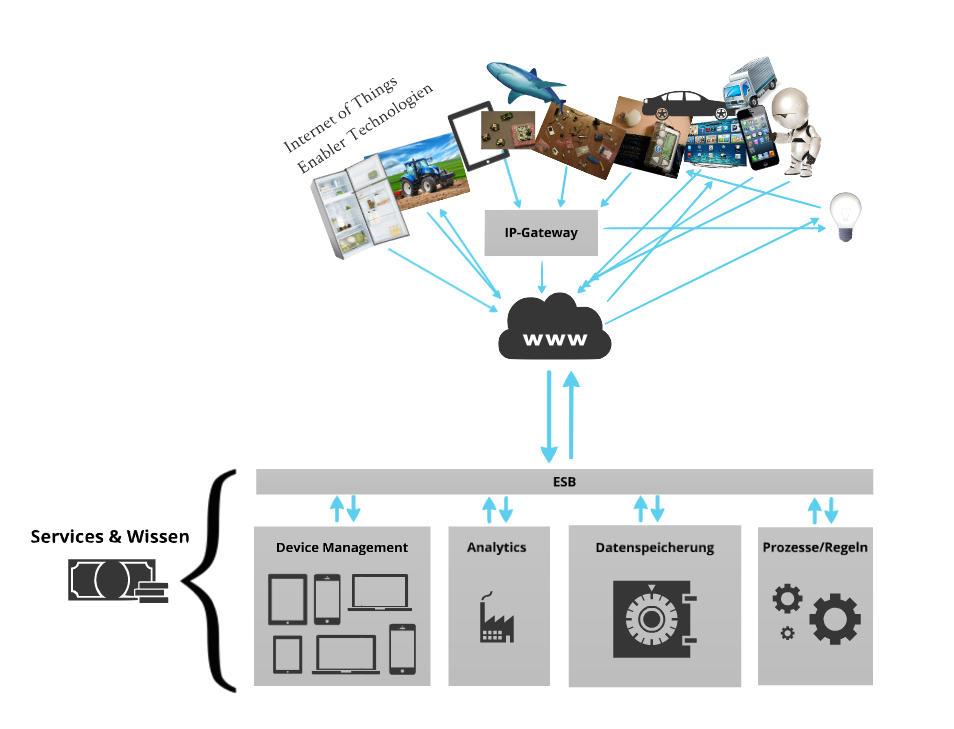 Internet of Things
Enabler Technologien
IP-Gateway
www
ESB
Services & Wissen
Device Management
Analytics
Datenspeicherung
Prozesse/Regeln